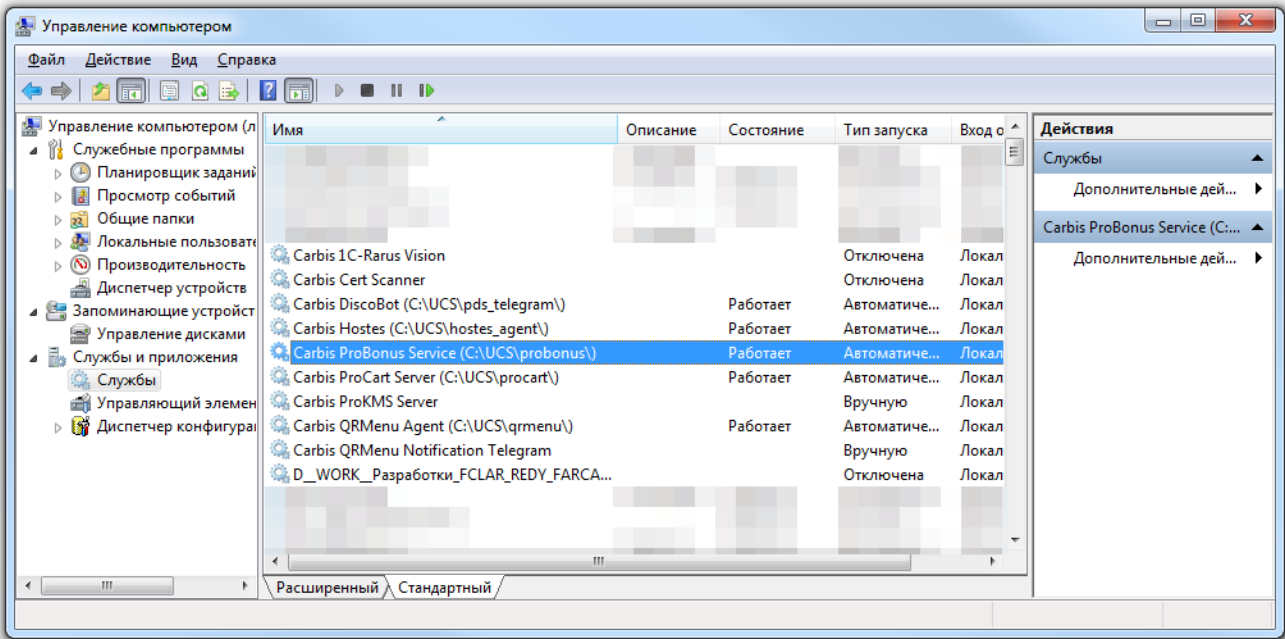 Управление компьютером
Файл Действие Вид Справка
Управление компьютером (л
Служебные программы
Планировщик заданий
Просмотр событий
Общие папки
Локальные пользовате
Производительность
Диспетчер устройств
Запоминающие устройст
Управление дисками
Службы и приложения
Службы
Управляющий элемен
Диспетчер конфигура
Имя Описание Состояние Тип запуска Вход о
Carbis 1C-Rarus Vision Отключена Локал
Carbis Cert Scanner Отключена Локал
Carbis DiscoBot (C:\UCS\pds_telegram\) Работает Автоматиче... Локал
Carbis Hostes (C:\UCS\hostes_agent\) Работает Автоматиче... Локал
Carbis ProBonus Service (C:\UCS\probonus\) Работает Автоматиче... Локал
Carbis ProCart Server (C:\UCS\procart\) Работает Автоматиче... Локал
Carbis ProKMS Server Вручную Локал
Carbis QRMenu Agent (C:\UCS\qrmenu\) Работает Автоматиче... Локал
Carbis QRMenu Notification Telegram Вручную Локал
D__WORK__Разработки_FCLAR_REDY_FARCA... Отключена Локал
Расширенный Стандартный
Действия
Службы
Дополнительные дей...
Carbis ProBonus Service (C:...
Дополнительные дей...